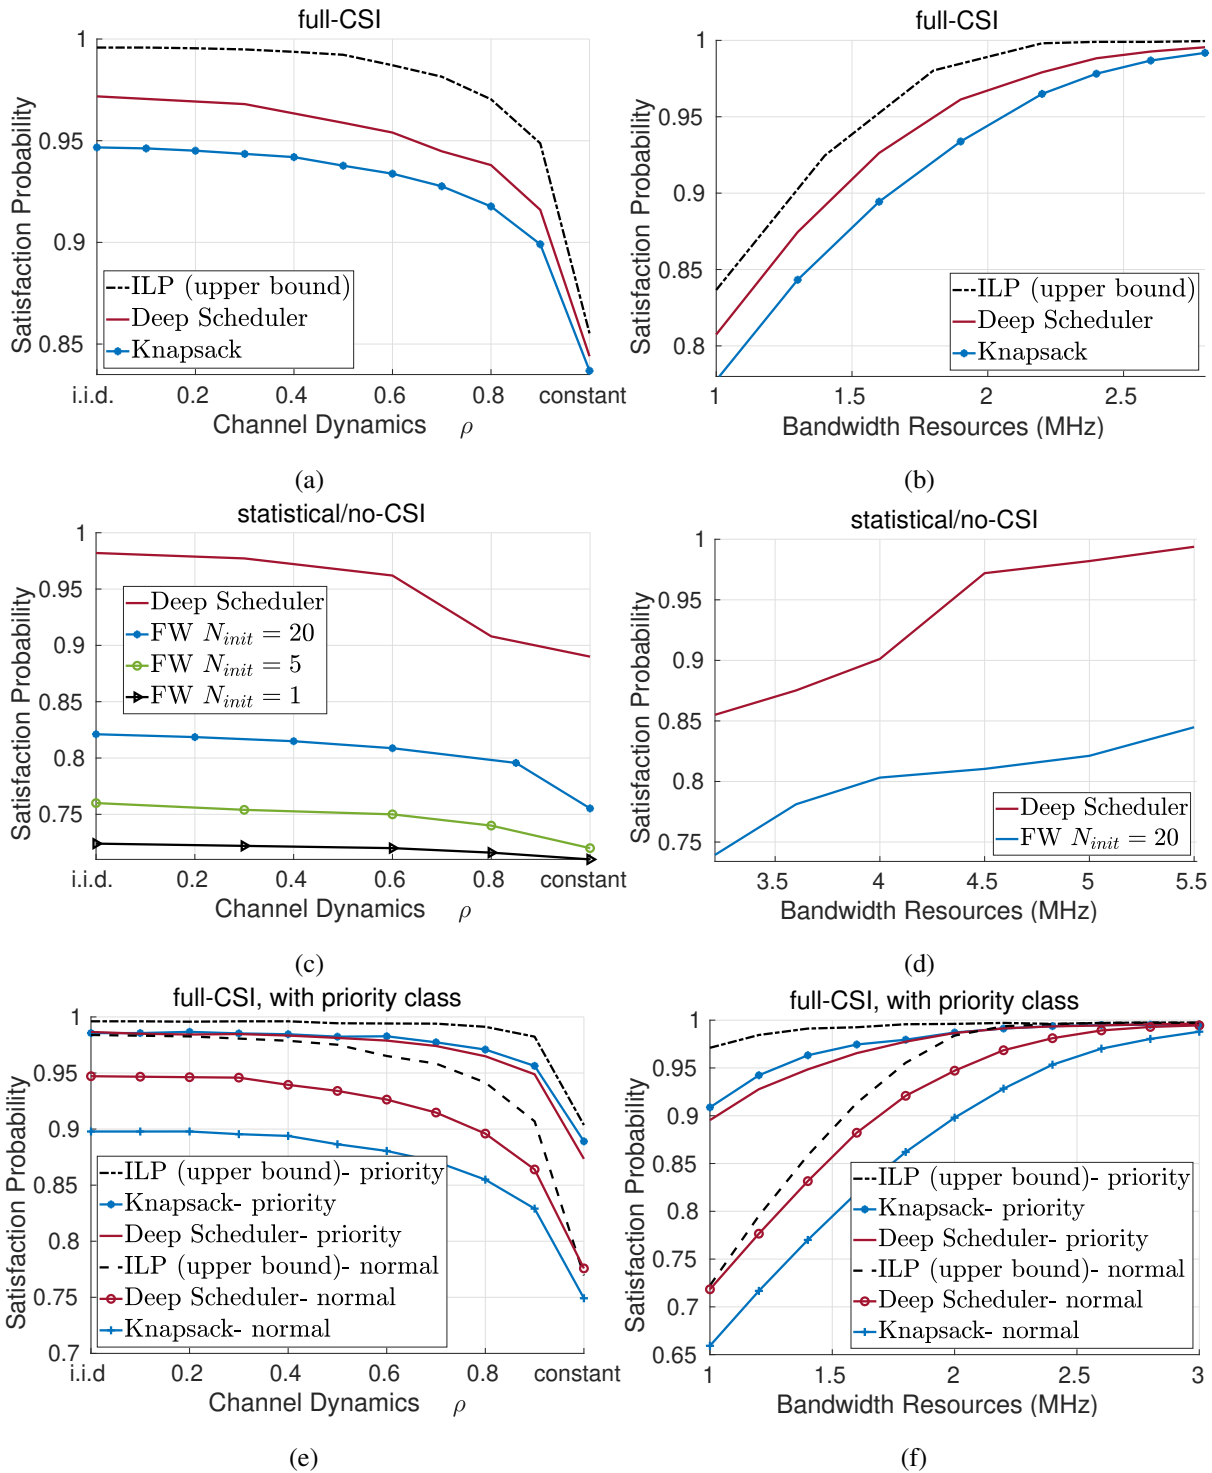 full-CSI
Satisfaction Probability
1
0.95
0.9
0.85
ILP (upper bound)
Deep Scheduler
Knapsack
i.i.d.
0.2
0.4
0.6
0.8
constant
Channel Dynamics ρ
(a)
full-CSI
Satisfaction Probability
1
0.95
0.9
0.85
0.8
ILP (upper bound)
Deep Scheduler
Knapsack
1
1.5
2
2.5
Bandwidth Resources (MHz)
(b)
statistical/no-CSI
Satisfaction Probability
1
0.95
0.9
0.85
0.8
0.75
Deep Scheduler
FW N_init = 20
FW N_init = 5
FW N_init = 1
i.i.d.
0.2
0.4
0.6
0.8
constant
Channel Dynamics ρ
(c)
statistical/no-CSI
Satisfaction Probability
1
0.95
0.9
0.85
0.8
0.75
Deep Scheduler
FW N_init = 20
3.5
4
4.5
5
5.5
Bandwidth Resources (MHz)
(d)
full-CSI, with priority class
Satisfaction Probability
1
0.95
0.9
0.85
0.8
0.75
0.7
ILP (upper bound)- priority
Knapsack- priority
Deep Scheduler- priority
ILP (upper bound)- normal
Deep Scheduler- normal
Knapsack- normal
i.i.d
0.2
0.4
0.6
0.8
constant
Channel Dynamics ρ
(e)
full-CSI, with priority class
Satisfaction Probability
1
0.95
0.9
0.85
0.8
0.75
0.7
0.65
ILP (upper bound)- priority
Knapsack- priority
Deep Scheduler- priority
ILP (upper bound)- normal
Deep Scheduler- normal
Knapsack- normal
1
1.5
2
2.5
3
Bandwidth Resources (MHz)
(f)